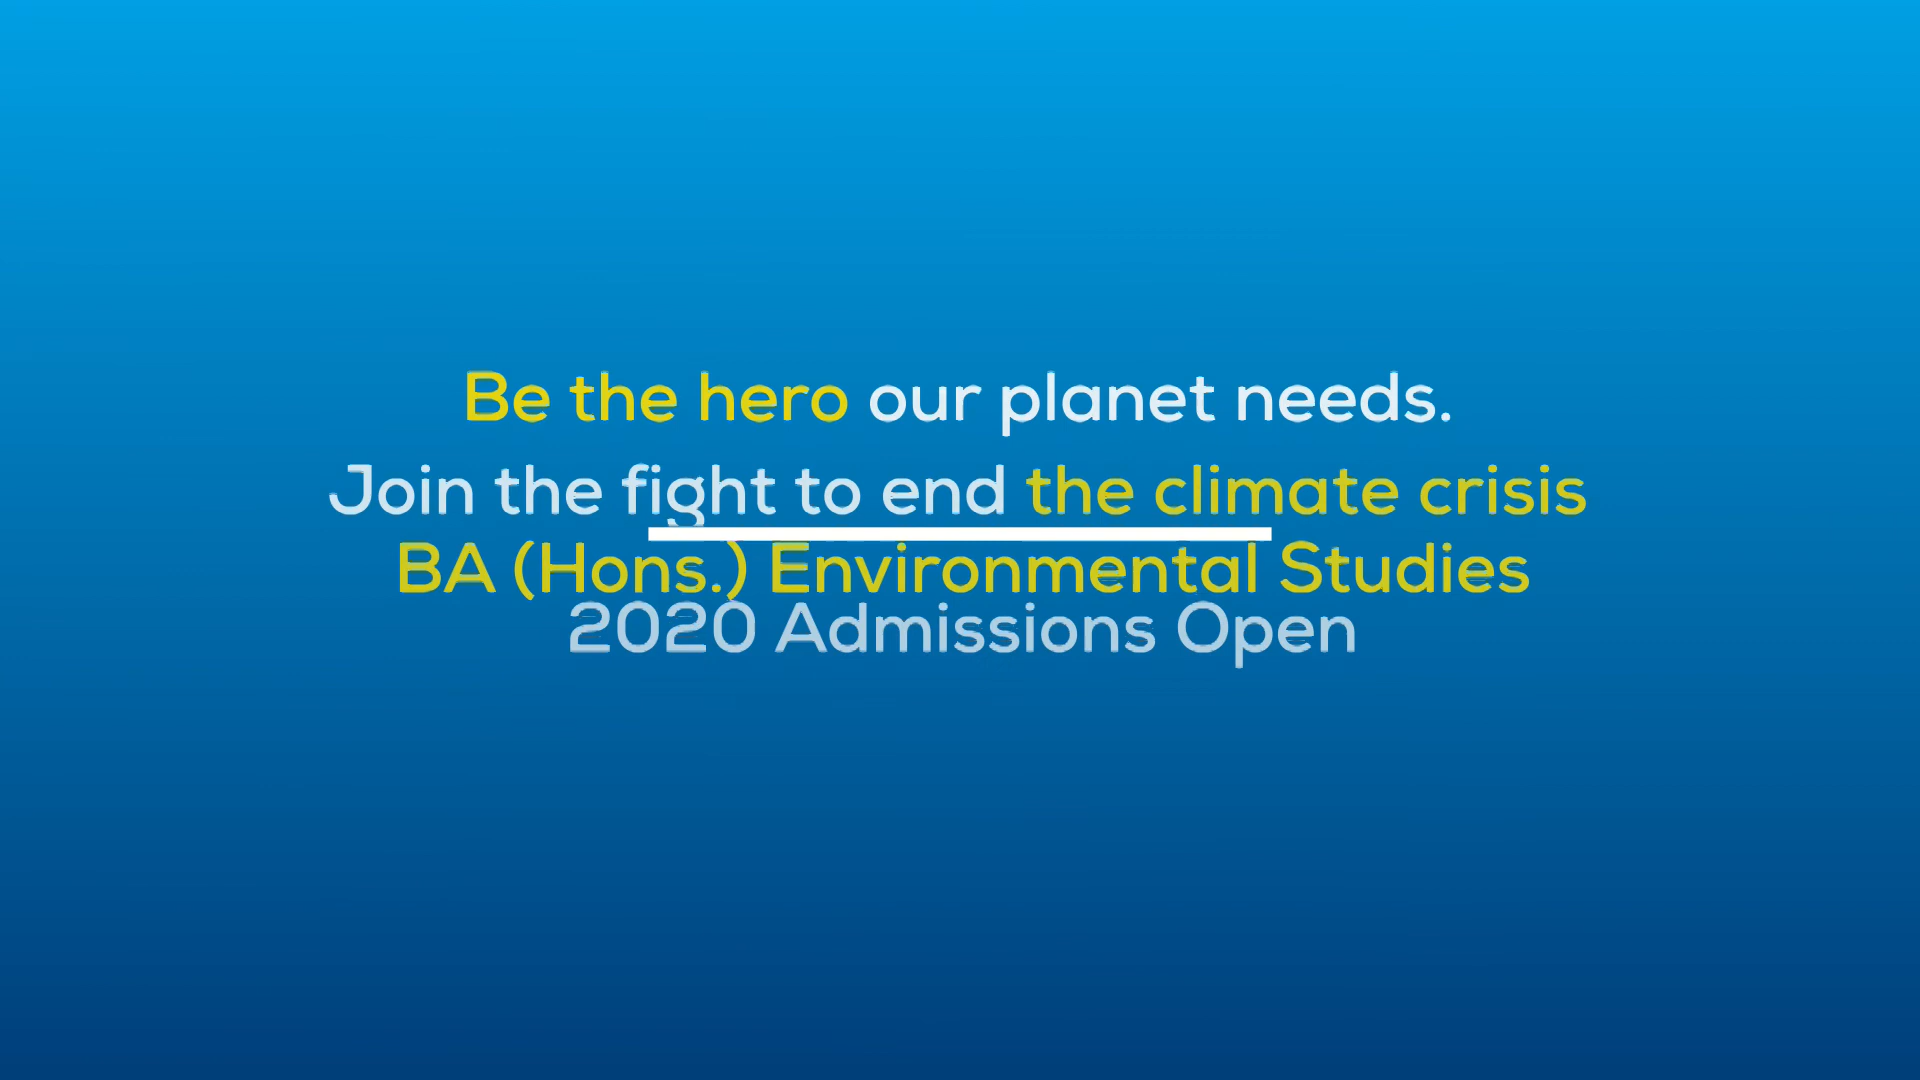 Be the hero our planet needs.
Join the fight to end the climate crisis
BA (Hons.) Environmental Studies
2020 Admissions Open